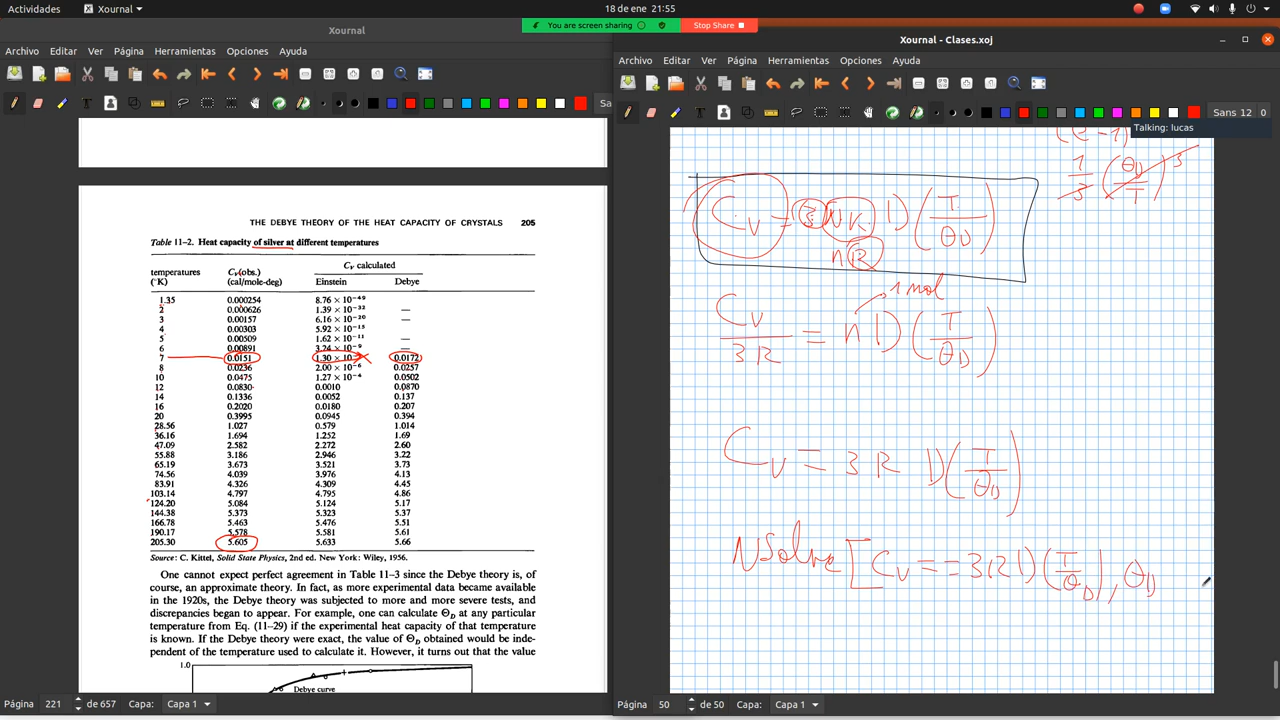 Actividades
Xournal
18 de ene 21:55
You are screen sharing
Stop Share
Xournal
Archivo Editar Ver Página Herramientas Opciones Ayuda
THE DEBYE THEORY OF THE HEAT CAPACITY OF CRYSTALS 205
Table 11-2. Heat capacity of silver at different temperatures
temperatures (°K) Cᵥ(obs.) (cal/mole-deg) Cᵥ calculated
Einstein Debye
1.35 0.000254 8.76 × 10⁻⁴⁹
2 0.000626 1.39 × 10⁻³² —
3 0.00157 6.16 × 10⁻²⁰ —
4 0.00303 5.92 × 10⁻¹⁵ —
5 0.00509 1.62 × 10⁻¹¹ —
6 0.00891 3.24 × 10⁻⁹ —
7 0.0151 1.30 × 10 0.0172
8 0.0236 2.00 × 10⁻⁶ 0.0257
10 0.0475 1.27 × 10⁻⁴ 0.0502
12 0.0830 0.0010 0.0870
14 0.1336 0.0052 0.137
16 0.2020 0.0180 0.207
20 0.3995 0.0945 0.394
28.56 1.027 0.579 1.014
36.16 1.694 1.252 1.69
47.09 2.582 2.272 2.60
55.88 3.186 2.946 3.22
65.19 3.673 3.521 3.73
74.56 4.039 3.976 4.13
83.91 4.326 4.309 4.45
103.14 4.797 4.795 4.86
124.20 5.084 5.124 5.17
144.38 5.373 5.323 5.37
166.78 5.463 5.476 5.51
190.17 5.578 5.581 5.61
205.30 5.605 5.633 5.66
Source: C. Kittel, Solid State Physics, 2nd ed. New York: Wiley, 1956.
One cannot expect perfect agreement in Table 11-3 since the Debye theory is, of
course, an approximate theory. In fact, as more experimental data became available
in the 1920s, the Debye theory was subjected to more and more severe tests, and
discrepancies began to appear. For example, one can calculate Θ_D at any particular
temperature from Eq. (11-29) if the experimental heat capacity of that temperature
is known. If the Debye theory were exact, the value of Θ_D obtained would be inde-
pendent of the temperature used to calculate it. However, it turns out that the value
1.0
Debye curve
Página 221 de 657 Capa: Capa 1
Xournal - Clases.xoj
Archivo Editar Ver Página Herramientas Opciones Ayuda
Sans 12
Talking: lucas
1/3 (Θ_D/T)³
C_V = 3 NK D(T/Θ_D)
nR
1 mol
C_V/3R = n D(T/Θ_D)
C_V = 3R D(T/Θ_D)
NSolve[C_V == 3R D(T/Θ_D), Θ_D
Página 50 de 50 Capa: Capa 1